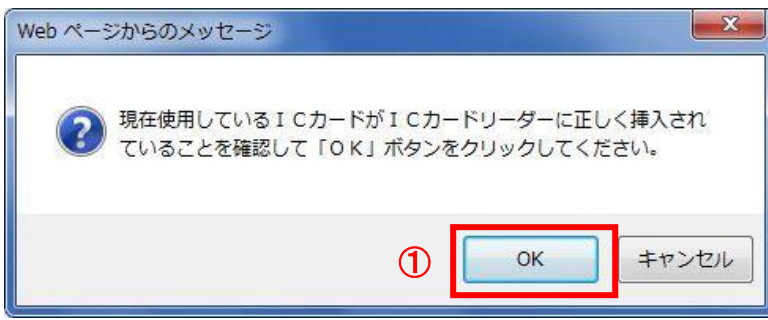 Web ページからのメッセージ
現在使用しているＩＣカードがＩＣカードリーダーに正しく挿入され
ていることを確認して「ＯＫ」ボタンをクリックしてください。
① OK キャンセル